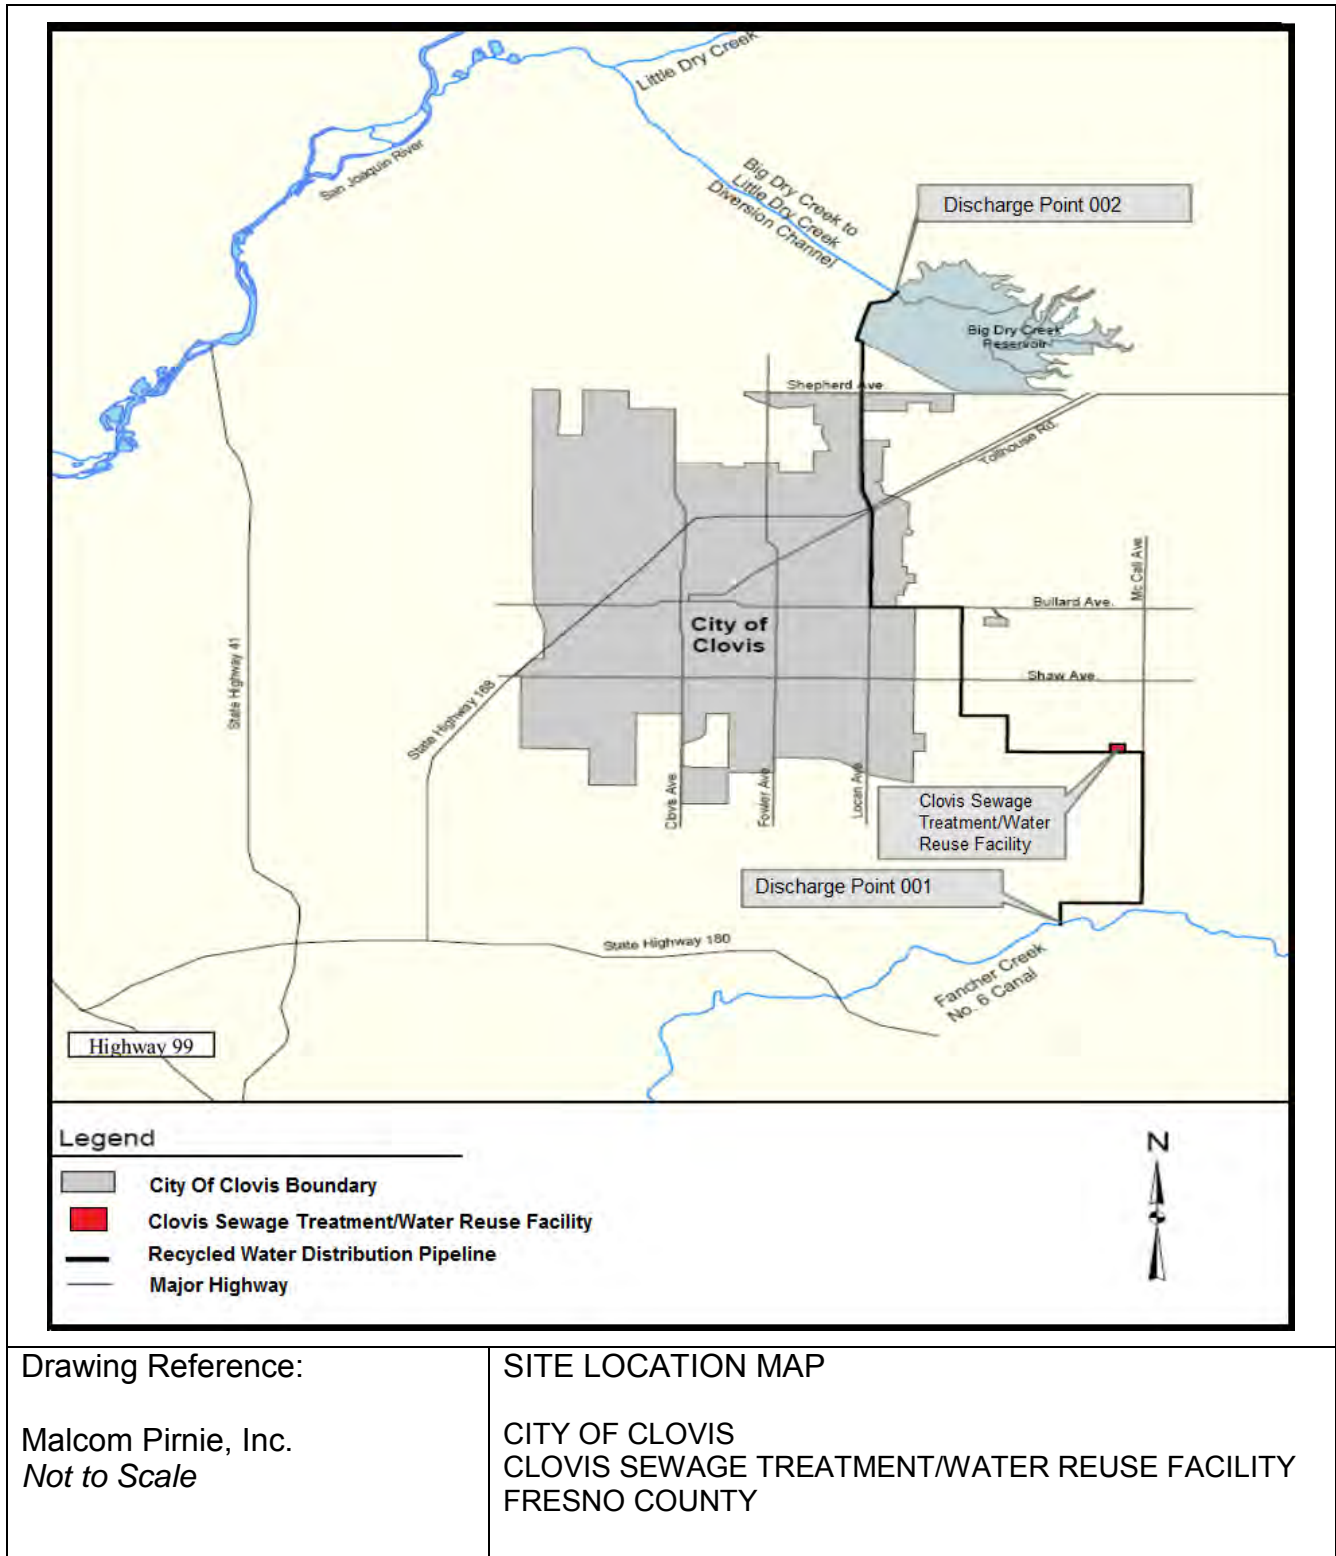 Little Dry Creek
San Joaquin River
Big Dry Creek to
Little Dry Creek
Diversion Channel
Discharge Point 002
Big Dry Creek
Reservoir
Shepherd Ave.
Tollhouse Rd.
Mc Call Ave.
Bullard Ave.
City of
Clovis
Shaw Ave.
State Highway 41
State Highway 168
Clovis Ave.
Fowler Ave.
Locan Ave.
Clovis Sewage
Treatment/Water
Reuse Facility
Discharge Point 001
State Highway 180
Fancher Creek
No. 6 Canal
Highway 99
Legend
N
City Of Clovis Boundary
Clovis Sewage Treatment/Water Reuse Facility
Recycled Water Distribution Pipeline
Major Highway
Drawing Reference:
Malcom Pirnie, Inc.
Not to Scale
SITE LOCATION MAP
CITY OF CLOVIS
CLOVIS SEWAGE TREATMENT/WATER REUSE FACILITY
FRESNO COUNTY